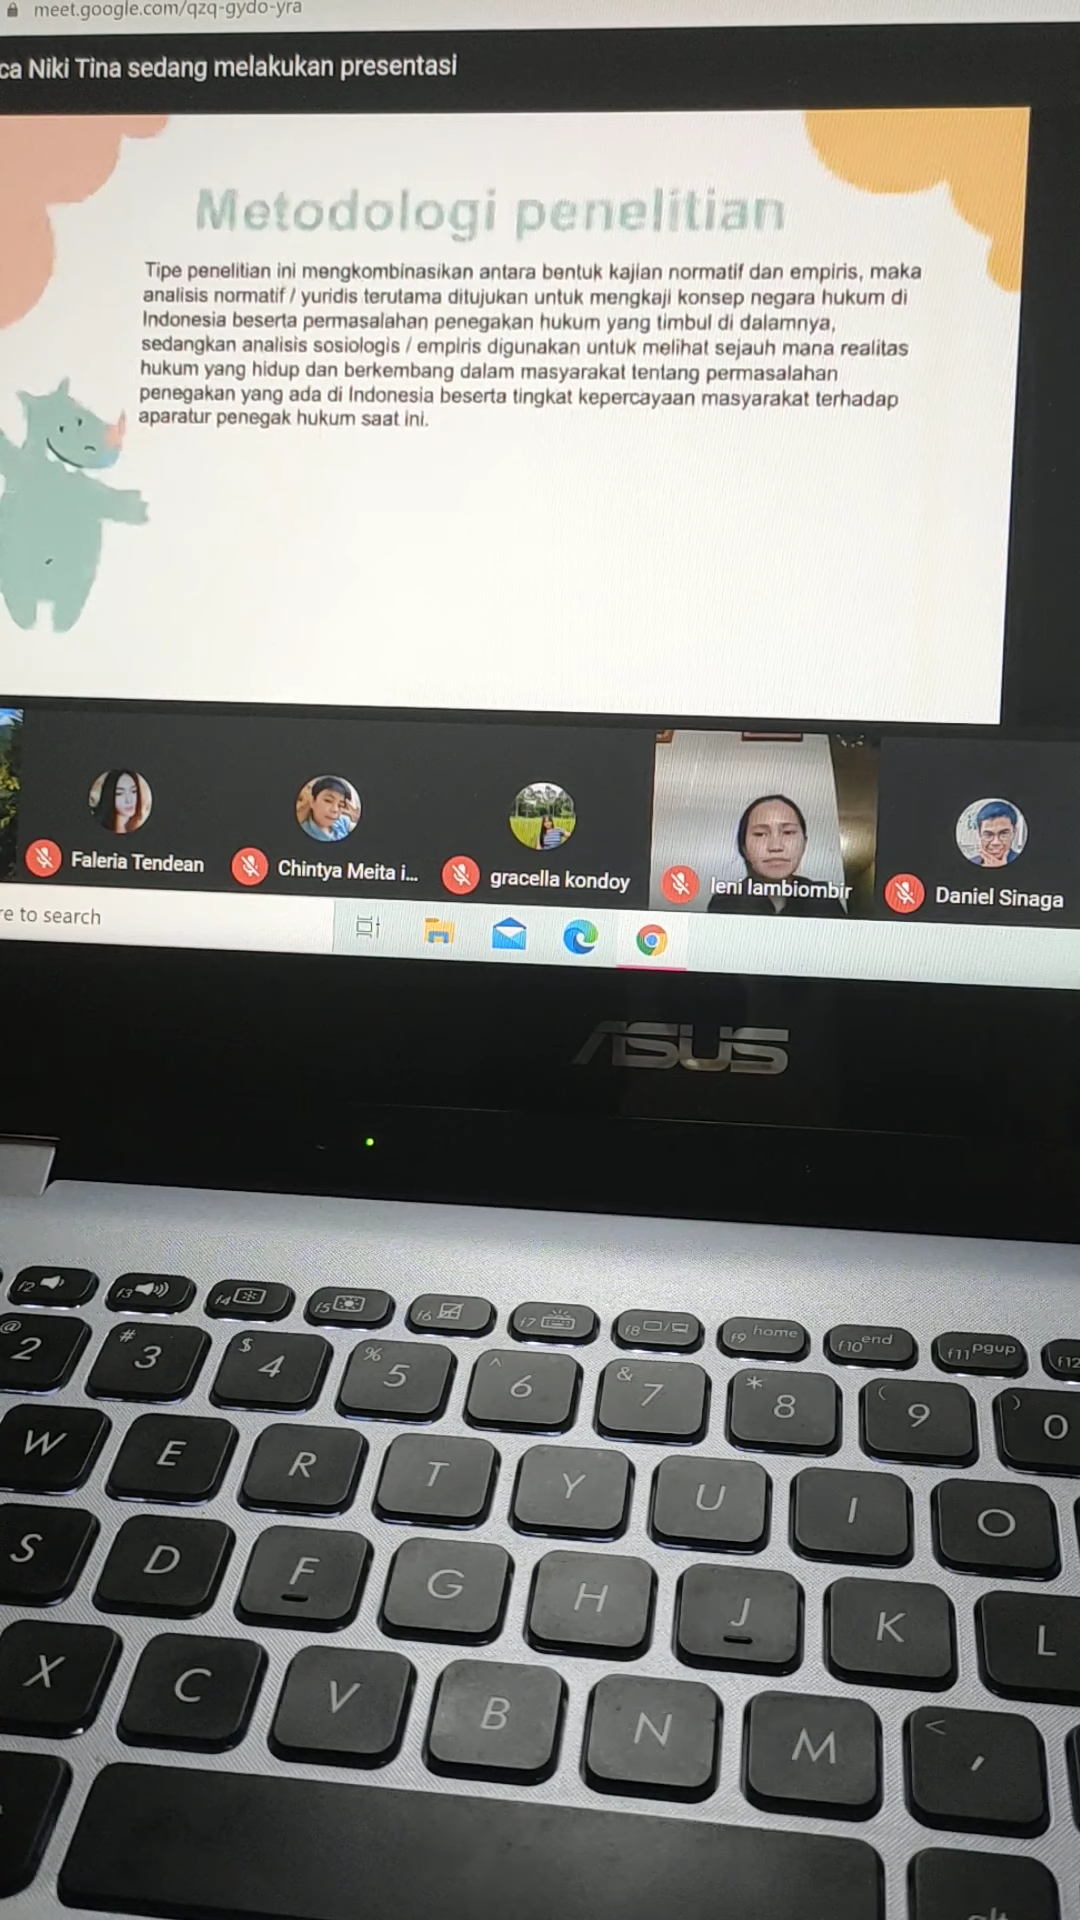 meet.google.com/qzq-gydo-yra
ca Niki Tina sedang melakukan presentasi
Metodologi penelitian
Tipe penelitian ini mengkombinasikan antara bentuk kajian normatif dan empiris, maka
analisis normatif / yuridis terutama ditujukan untuk mengkaji konsep negara hukum di
Indonesia beserta permasalahan penegakan hukum yang timbul di dalamnya,
sedangkan analisis sosiologis / empiris digunakan untuk melihat sejauh mana realitas
hukum yang hidup dan berkembang dalam masyarakat tentang permasalahan
penegakan yang ada di Indonesia beserta tingkat kepercayaan masyarakat terhadap
aparatur penegak hukum saat ini.
Faleria Tendean
Chintya Meita i...
gracella kondoy
leni lambiombir
Daniel Sinaga
re to search
ASUS
f2 f3 f4 f5 f6 f7 f8 f9 home f10 end f11 pgup f12
@ 2 # 3 $ 4 % 5 ^ 6 & 7 * 8 ( 9 ) 0
W E R T Y U I O
S D F G H J K L
X C V B N M < ,